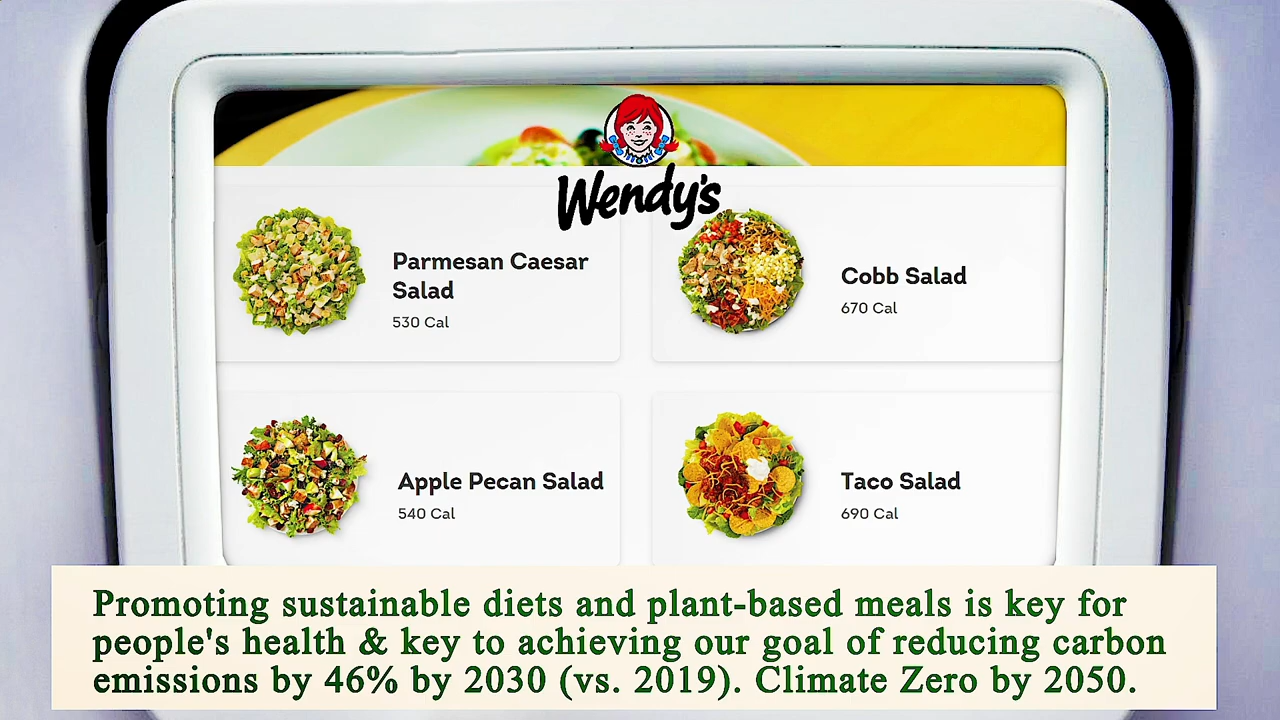 Wendy's
Parmesan Caesar
Salad
530 Cal
Cobb Salad
670 Cal
Apple Pecan Salad
540 Cal
Taco Salad
690 Cal
Promoting sustainable diets and plant-based meals is key for
people's health & key to achieving our goal of reducing carbon
emissions by 46% by 2030 (vs. 2019). Climate Zero by 2050.